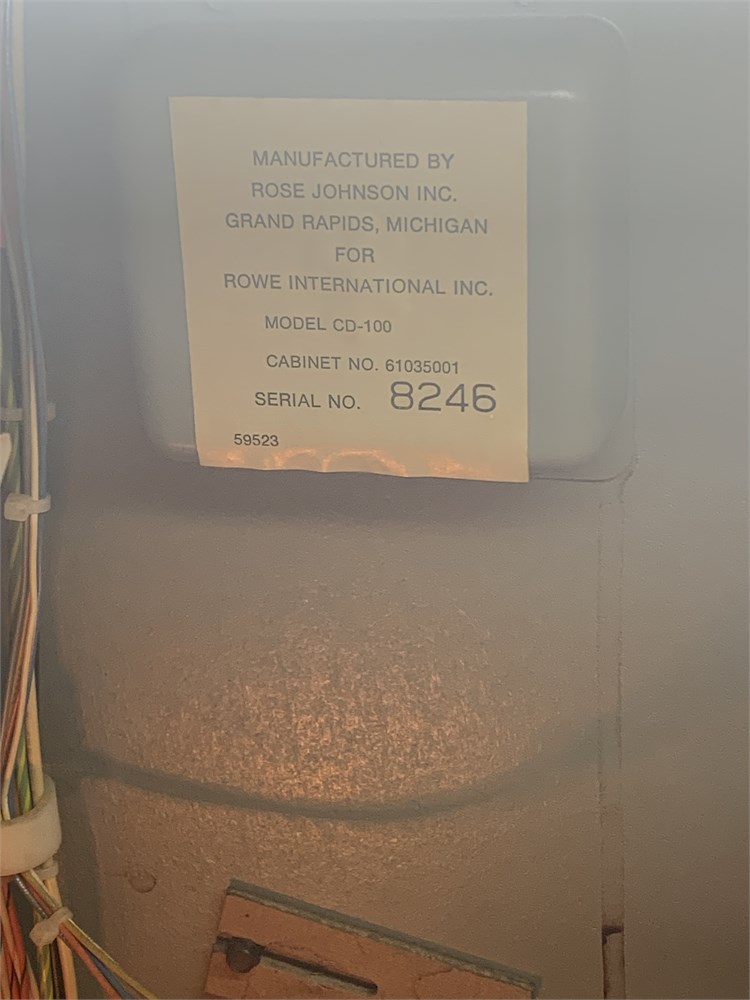 MANUFACTURED BY
ROSE JOHNSON INC.
GRAND RAPIDS, MICHIGAN
FOR
ROWE INTERNATIONAL INC.
MODEL CD-100
CABINET NO. 61035001
SERIAL NO. 8246
59523